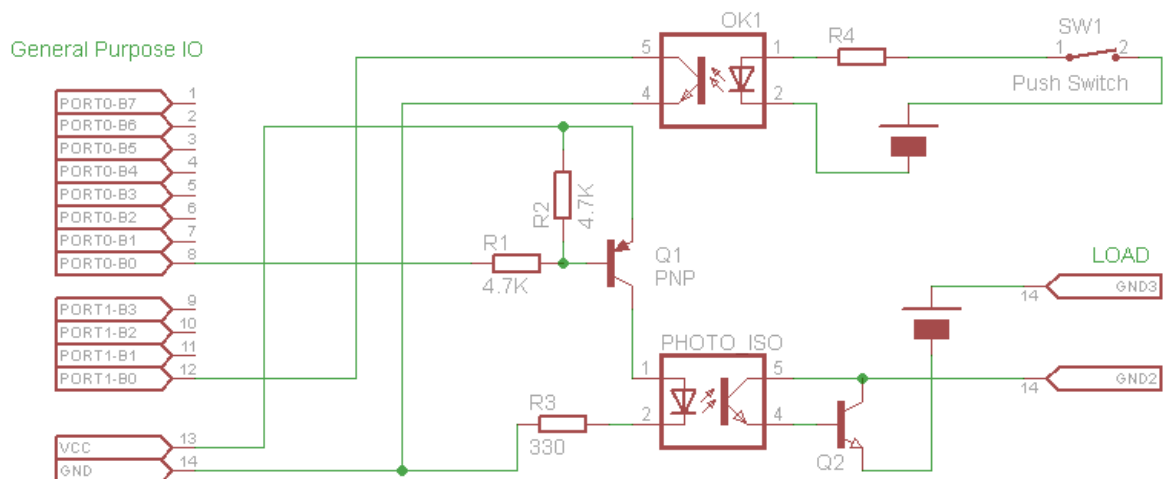 General Purpose IO
PORT0-B7 1
PORT0-B6 2
PORT0-B5 3
PORT0-B4 4
PORT0-B3 5
PORT0-B2 6
PORT0-B1 7
PORT0-B0 8
PORT1-B3 9
PORT1-B2 10
PORT1-B1 11
PORT1-B0 12
VCC 13
GND 14
OK1
5
4
1
2
R4
SW1
1 2
Push Switch
R2
4.7K
R1
4.7K
Q1
PNP
LOAD
14 GND3
14 GND2
PHOTO_ISO
1
2
5
4
R3
330
Q2